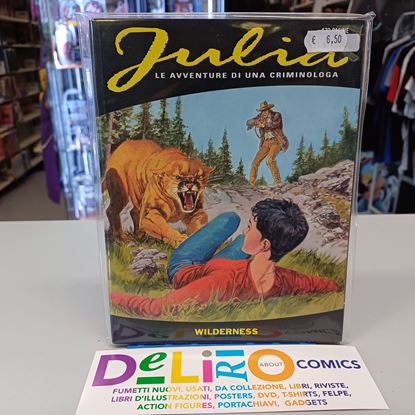 Julia
€ 6,50
LE AVVENTURE DI UNA CRIMINOLOGA
WILDERNESS
DeLiRiO ABOUT COMICS
FUMETTI NUOVI, USATI, DA COLLEZIONE, LIBRI, RIVISTE,
LIBRI D'ILLUSTRAZIONI, POSTERS, DVD, T-SHIRTS, FELPE,
ACTION FIGURES, PORTACHIAVI, GADGETS